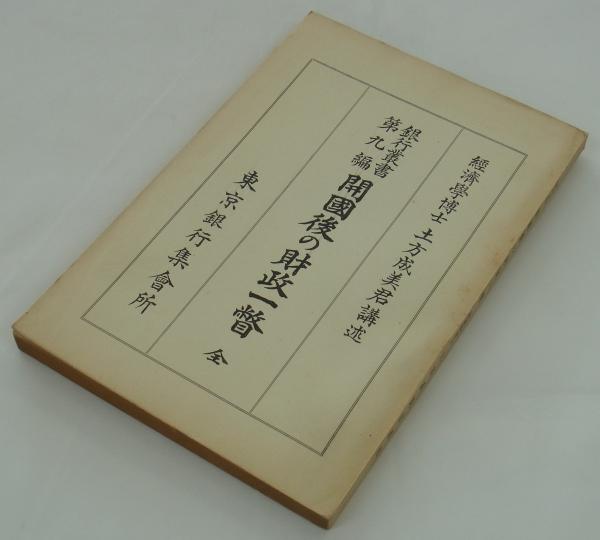 經濟學博士 土方成美君講述
銀行叢書
第九編
開國後の財政一瞥 全
東京銀行集會所